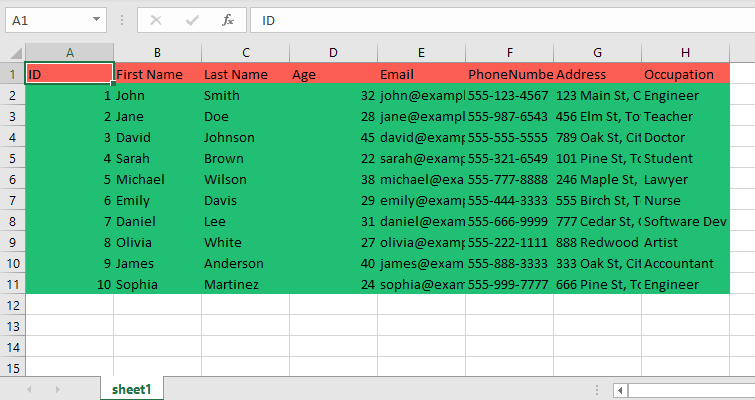 A1 fx ID
A B C D E F G H
1 ID First Name Last Name Age Email PhoneNumbe Address Occupation
2 1 John Smith 32 john@exampl 555-123-4567 123 Main St, C Engineer
3 2 Jane Doe 28 jane@exampl 555-987-6543 456 Elm St, To Teacher
4 3 David Johnson 45 david@examp 555-555-5555 789 Oak St, Cit Doctor
5 4 Sarah Brown 22 sarah@examp 555-321-6549 101 Pine St, To Student
6 5 Michael Wilson 38 michael@exa 555-777-8888 246 Maple St, Lawyer
7 6 Emily Davis 29 emily@examp 555-444-3333 555 Birch St, T Nurse
8 7 Daniel Lee 31 daniel@exam 555-666-9999 777 Cedar St, Software Dev
9 8 Olivia White 27 olivia@examp 555-222-1111 888 Redwood Artist
10 9 James Anderson 40 james@exam 555-888-3333 333 Oak St, Cit Accountant
11 10 Sophia Martinez 24 sophia@exam 555-999-7777 666 Pine St, To Engineer
12
13
14
15
sheet1